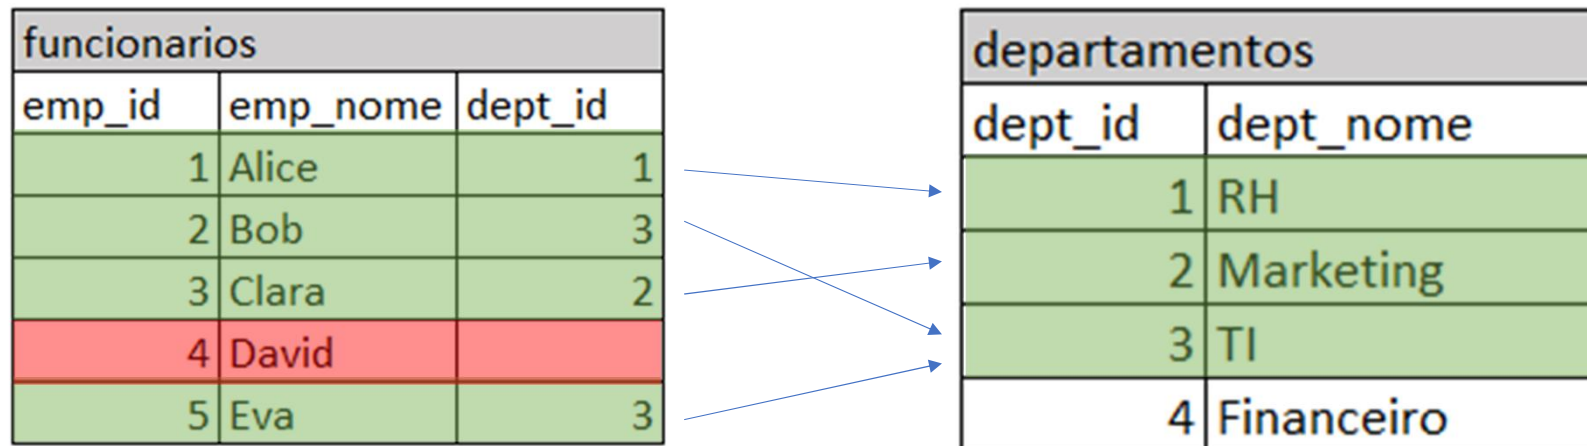 funcionarios
emp_id emp_nome dept_id
1 Alice 1
2 Bob 3
3 Clara 2
4 David
5 Eva 3
departamentos
dept_id dept_nome
1 RH
2 Marketing
3 TI
4 Financeiro